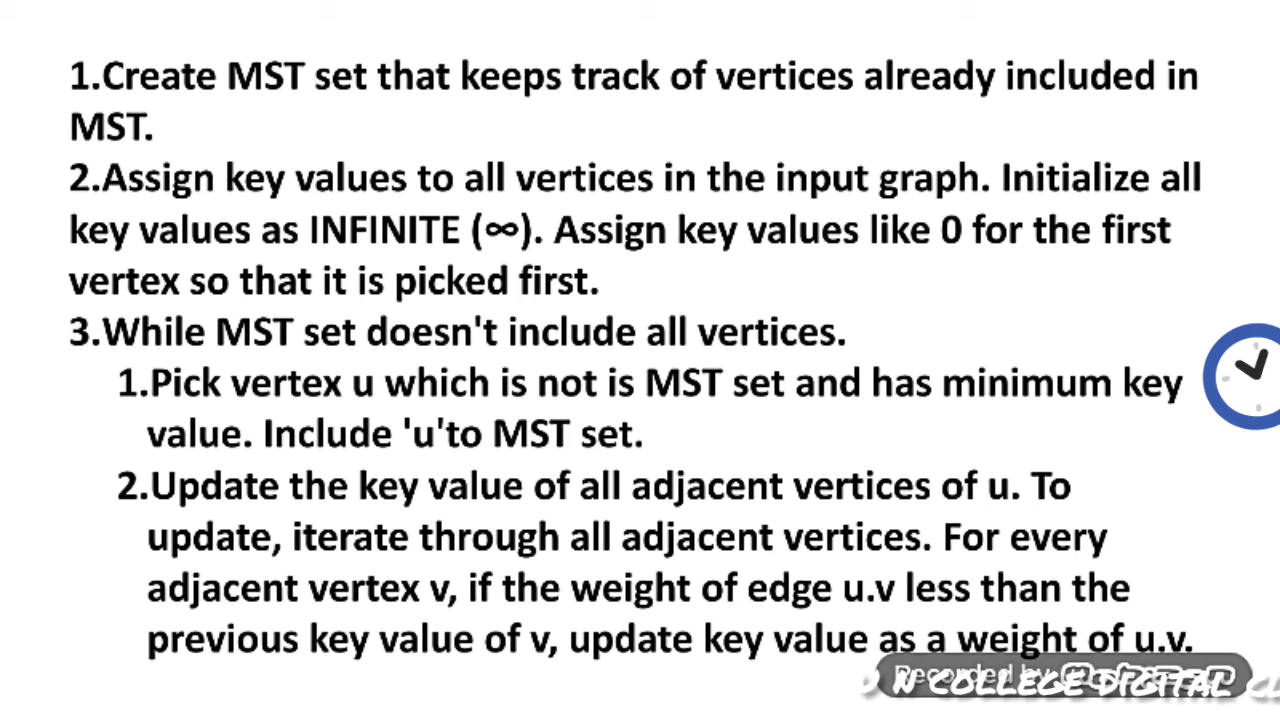 1.Create MST set that keeps track of vertices already included in
MST.
2.Assign key values to all vertices in the input graph. Initialize all
key values as INFINITE (∞). Assign key values like 0 for the first
vertex so that it is picked first.
3.While MST set doesn't include all vertices.
1.Pick vertex u which is not is MST set and has minimum key
value. Include 'u'to MST set.
2.Update the key value of all adjacent vertices of u. To
update, iterate through all adjacent vertices. For every
adjacent vertex v, if the weight of edge u.v less than the
previous key value of v, update key value as a weight of u.v.
Recorded by
N COLLEGE DIGITAL